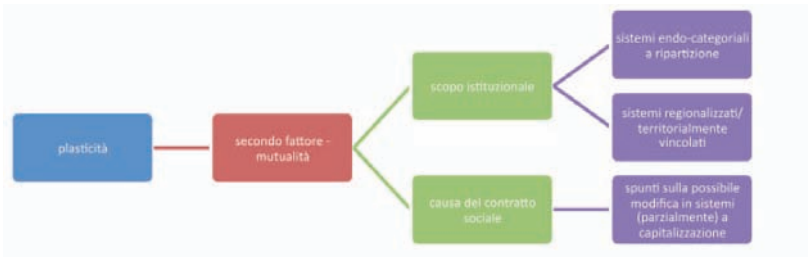 plasticità
secondo fattore -
mutualità
scopo istituzionale
causa del contratto
sociale
sistemi endo-categoriali
a ripartizione
sistemi regionalizzati/
territorialmente
vincolati
spunti sulla possibile
modifica in sistemi
(parzialmente) a
capitalizzazione